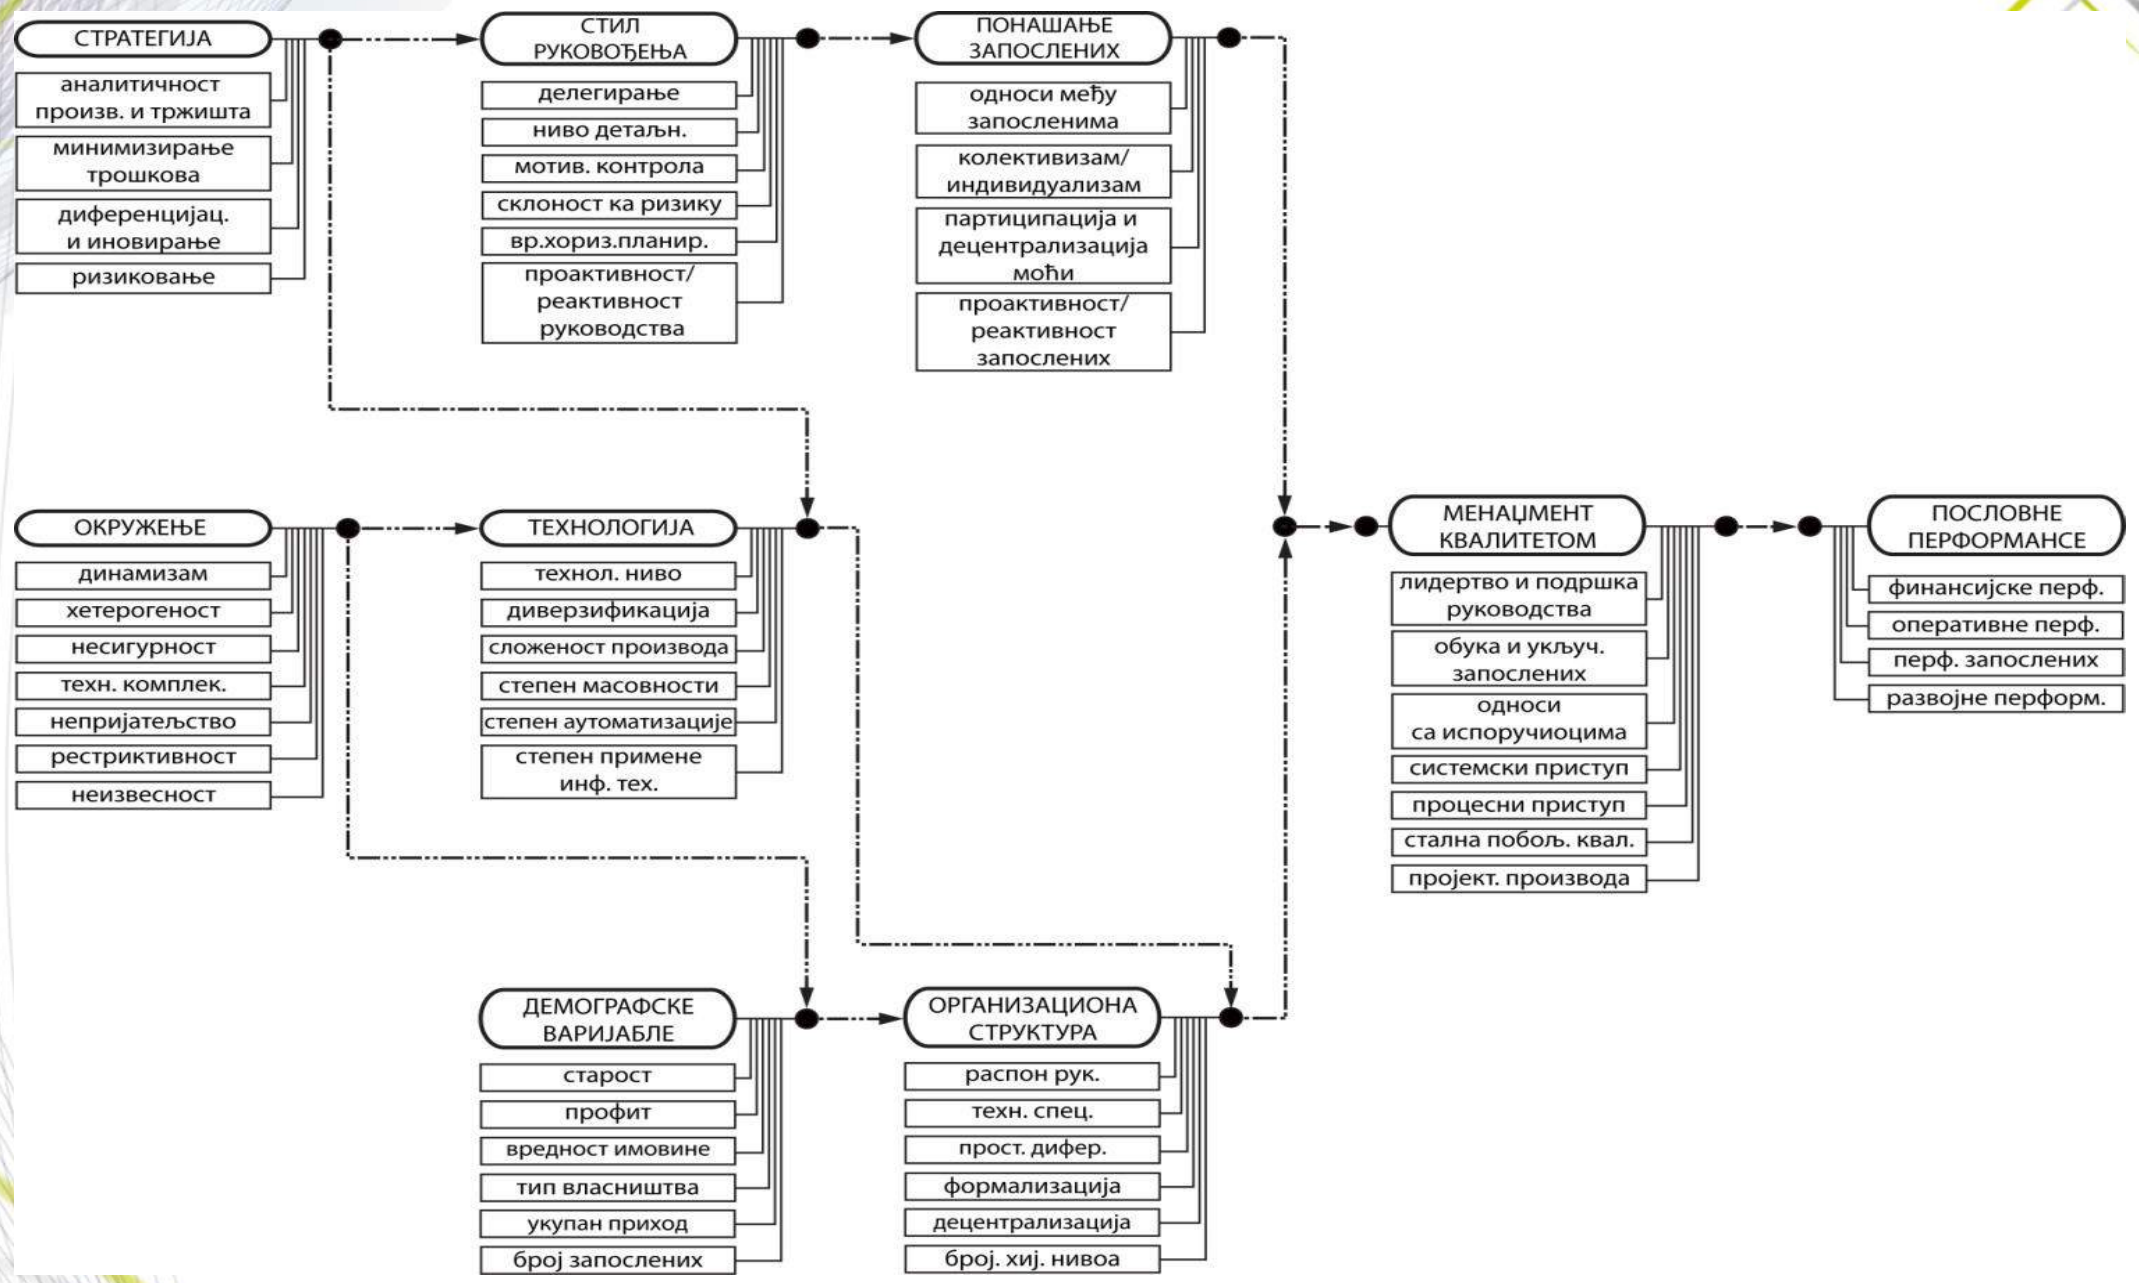 СТРАТЕГИЈА
аналитичност
произв. и тржишта
минимизирање
трошкова
диференцијац.
и иновирање
ризиковање
СТИЛ
РУКОВОЂЕЊА
делегирање
ниво детаљн.
мотив. контрола
склоност ка ризику
вр.хориз.планир.
проактивност/
реактивност
руководства
ПОНАШАЊЕ
ЗАПОСЛЕНИХ
односи међу
запосленима
колективизам/
индивидуализам
партиципација и
децентрализација
моћи
проактивност/
реактивност
запослених
ОКРУЖЕЊЕ
динамизам
хетерогеност
несигурност
техн. комплек.
непријатељство
рестриктивност
неизвесност
ТЕХНОЛОГИЈА
технол. ниво
диверзификација
сложеност производа
степен масовности
степен аутоматизације
степен примене
инф. тех.
МЕНАЏМЕНТ
КВАЛИТЕТОМ
лидертво и подршка
руководства
обука и укључ.
запослених
односи
са испоручиоцима
системски приступ
процесни приступ
стална побољ. квал.
пројект. производа
ПОСЛОВНЕ
ПЕРФОРМАНСЕ
финансијске перф.
оперативне перф.
перф. запослених
развојне перформ.
ДЕМОГРАФСКЕ
ВАРИЈАБЛЕ
старост
профит
вредност имовине
тип власништва
укупан приход
број запослених
ОРГАНИЗАЦИОНА
СТРУКТУРА
распон рук.
техн. спец.
прост. дифер.
формализација
децентрализација
број. хиј. нивоа